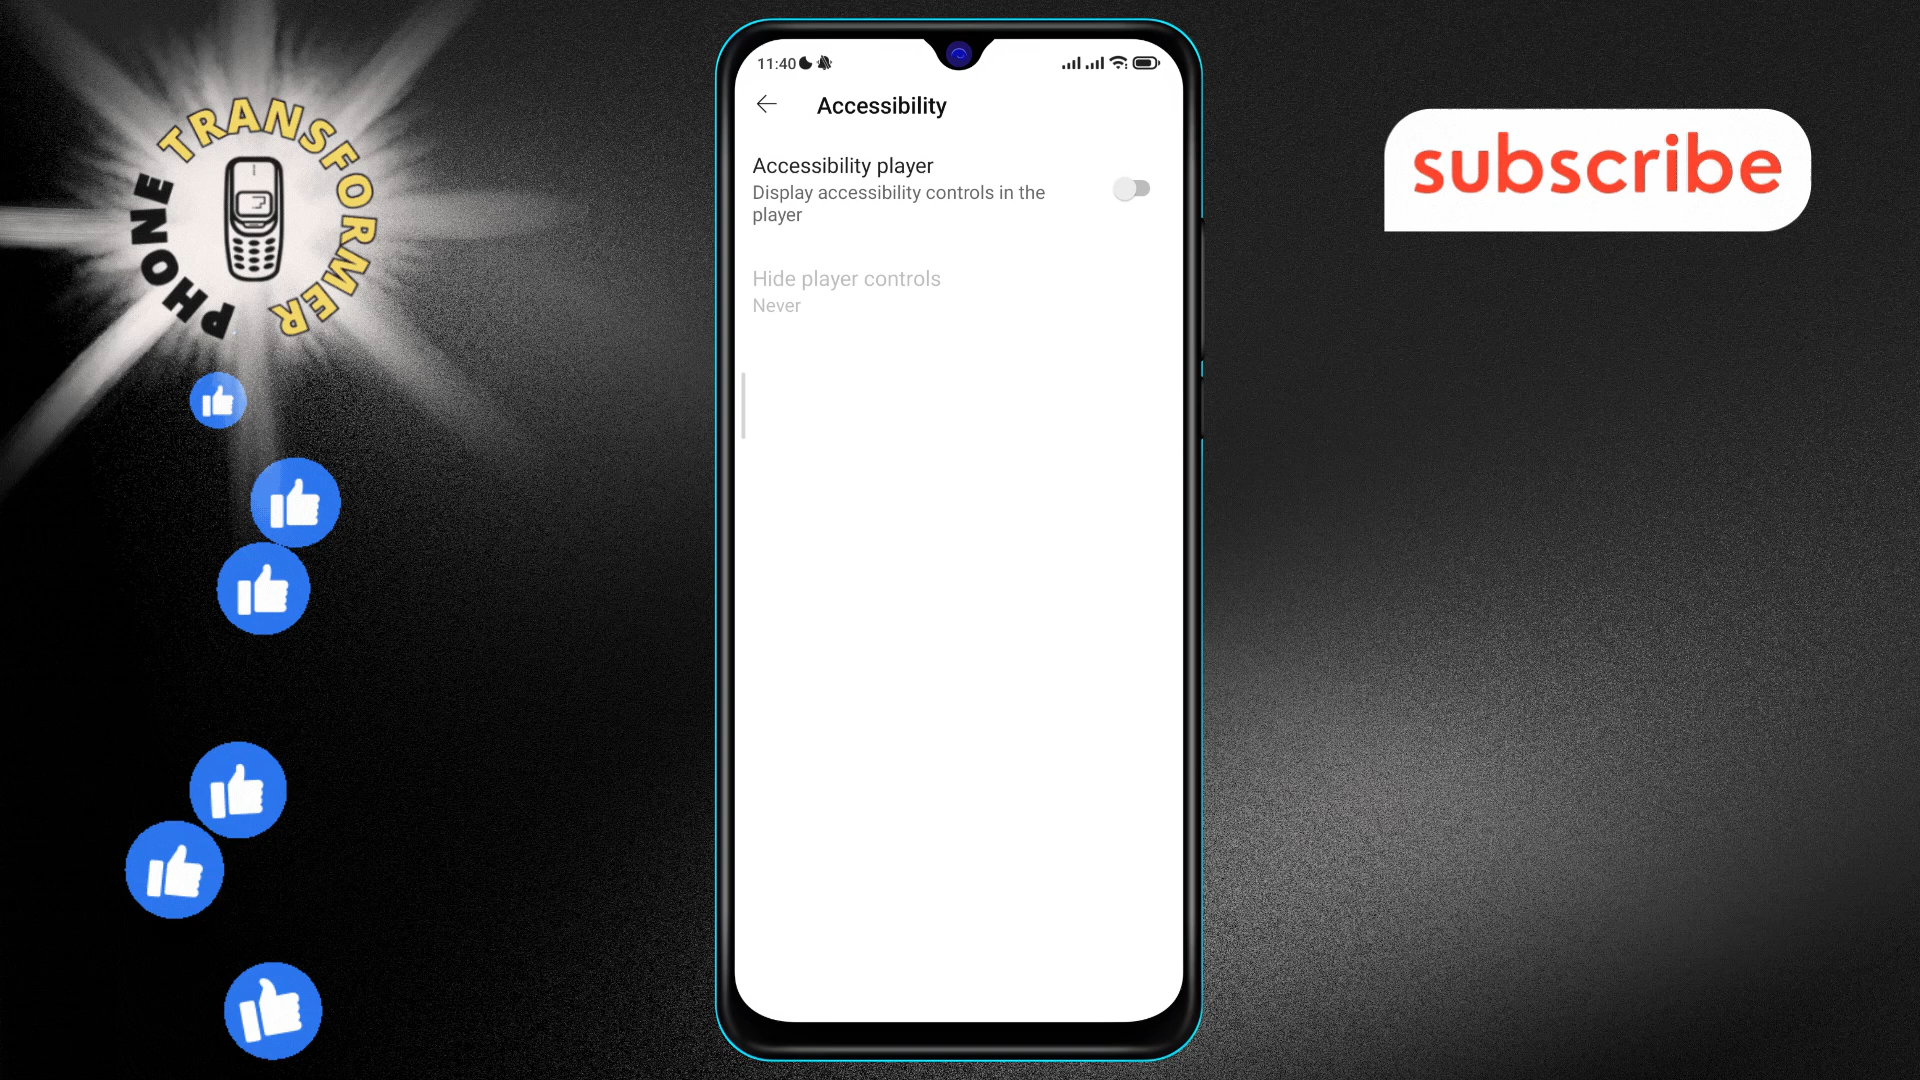 PHONE TRANSFORMER
11:40
Accessibility
Accessibility player
Display accessibility controls in the
player
Hide player controls
Never
subscribe